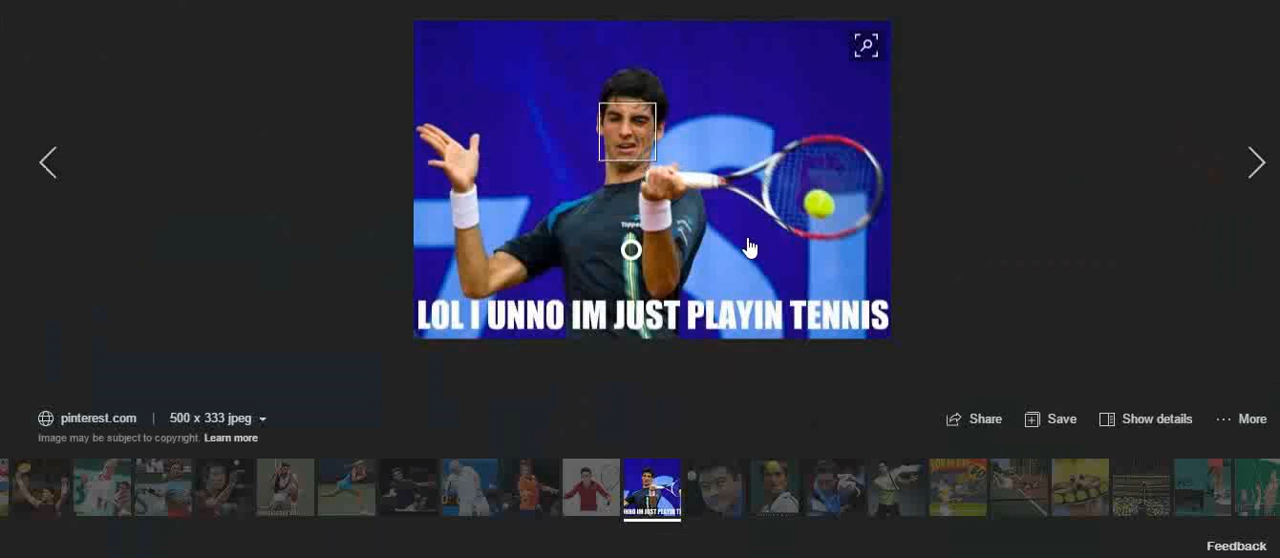 Topper
LOL I UNNO IM JUST PLAYIN TENNIS
pinterest.com | 500 x 333 jpeg
Share Save Show details ... More
Image may be subject to copyright. Learn more
Feedback